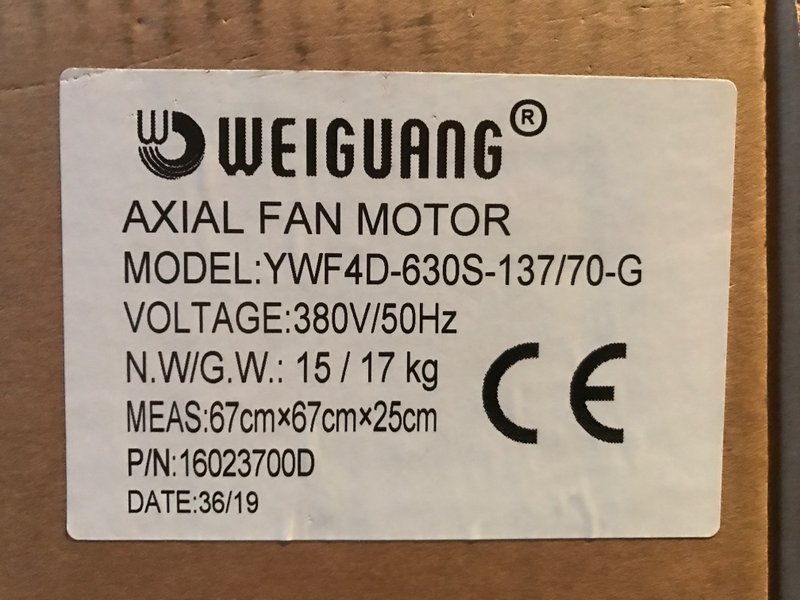 WEIGUANG®
AXIAL FAN MOTOR
MODEL:YWF4D-630S-137/70-G
VOLTAGE:380V/50Hz
N.W/G.W.: 15 / 17 kg
MEAS:67cm×67cm×25cm
P/N:16023700D
DATE:36/19
CE